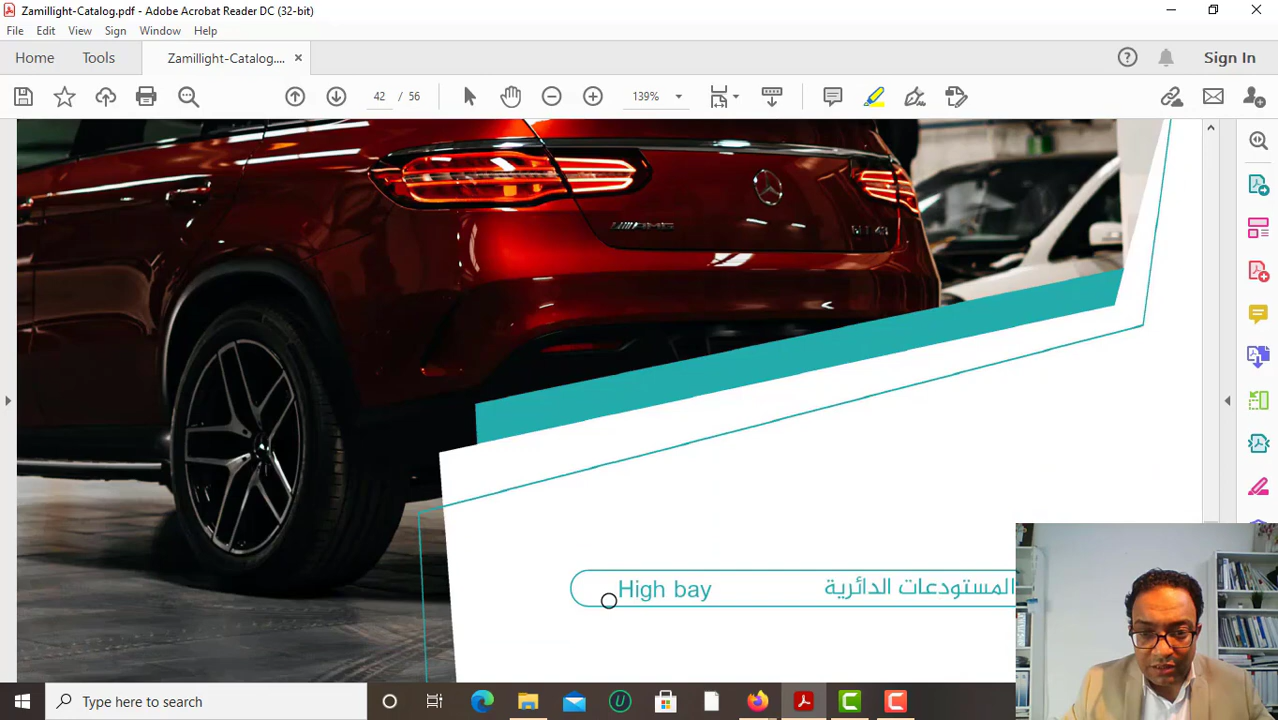 Zamillight-Catalog.pdf - Adobe Acrobat Reader DC (32-bit)
File Edit View Sign Window Help
Home Tools Zamillight-Catalog.... × Sign In
42 / 56 139%
AMG
High bay المستودعات الدائرية
Type here to search